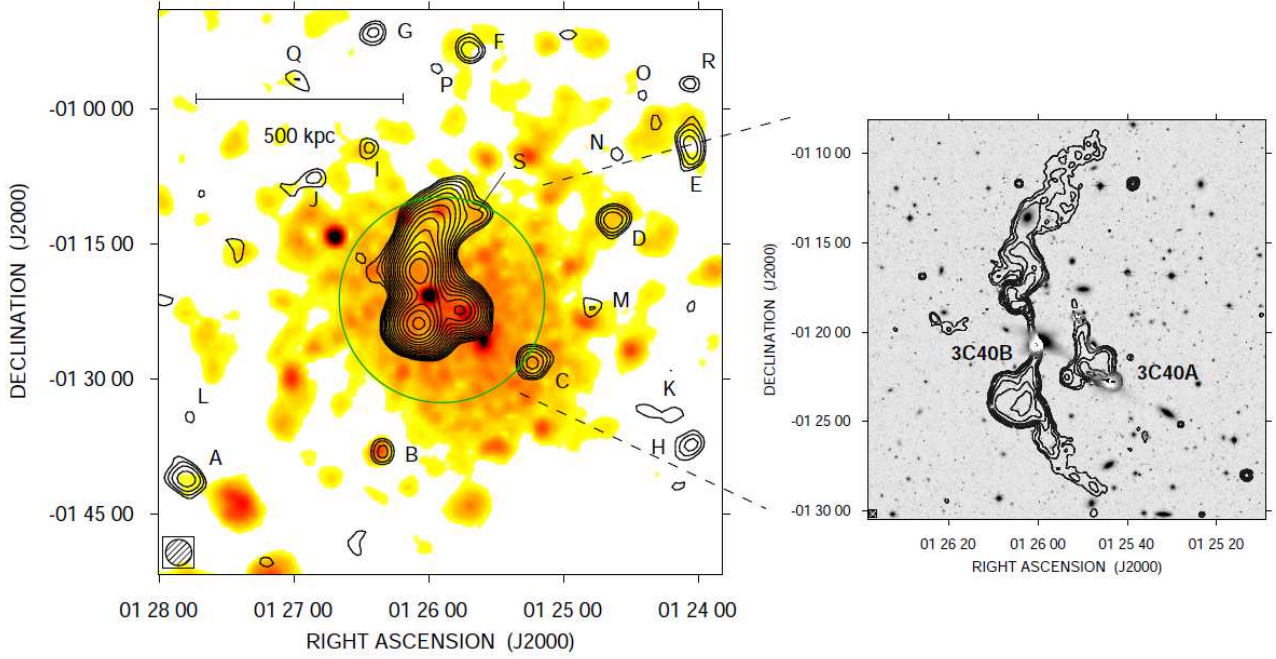 G
F
Q
P
O
R
-01 00 00
500 kpc
N
I
S
E
J
D
-01 10 00
-01 15 00
M
-01 15 00
DECLINATION (J2000)
DECLINATION (J2000)
-01 20 00
3C40B
3C40A
C
-01 30 00
-01 25 00
K
L
H
B
A
-01 30 00
-01 45 00
01 26 20
01 26 00
01 25 40
01 25 20
RIGHT ASCENSION (J2000)
01 28 00
01 27 00
01 26 00
01 25 00
01 24 00
RIGHT ASCENSION (J2000)